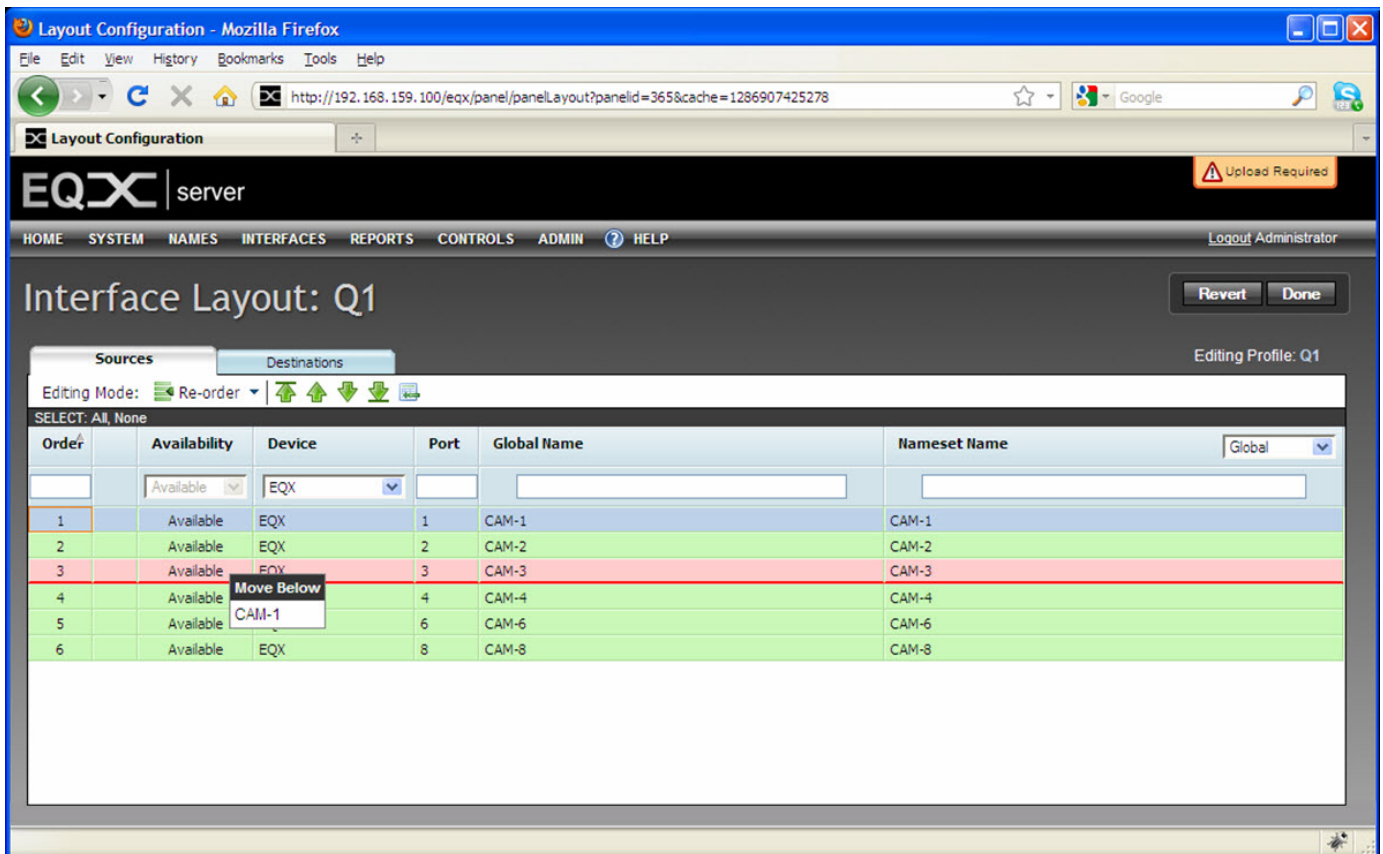 Layout Configuration - Mozilla Firefox
File Edit View History Bookmarks Tools Help
http://192.168.159.100/eqx/panel/panelLayout?panelid=365&cache=1286907425278 Google
Layout Configuration
EQX server
Upload Required
HOME SYSTEM NAMES INTERFACES REPORTS CONTROLS ADMIN ? HELP Logout Administrator
Interface Layout: Q1 Revert Done
Sources Destinations Editing Profile: Q1
Editing Mode: Re-order
SELECT: All, None
Order Availability Device Port Global Name Nameset Name Global
Available EQX
1 Available EQX 1 CAM-1 CAM-1
2 Available EQX 2 CAM-2 CAM-2
3 Available EQX 3 CAM-3 CAM-3
Move Below
4 Available 4 CAM-4 CAM-4
CAM-1
5 Available 6 CAM-6 CAM-6
6 Available EQX 8 CAM-8 CAM-8